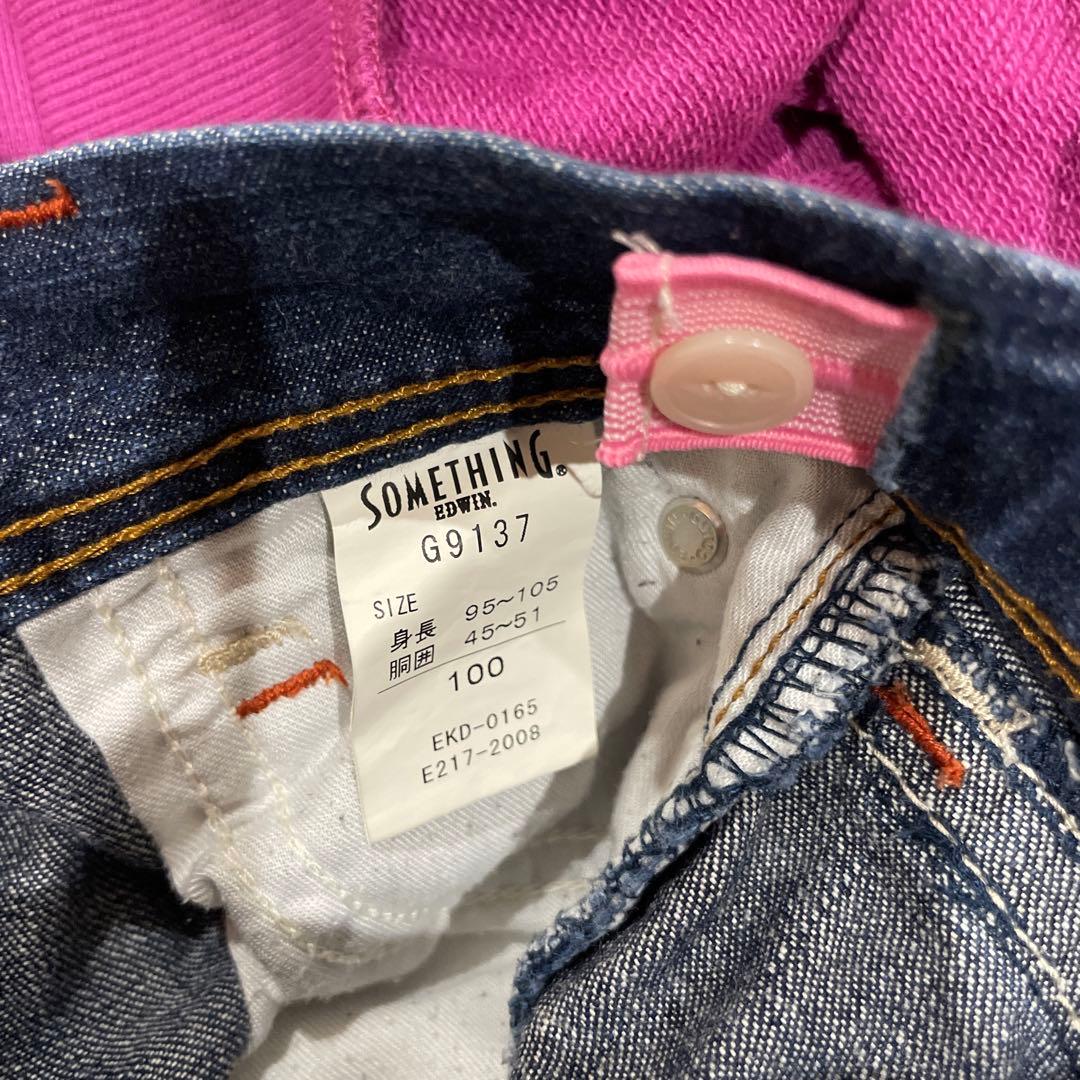 SOMETHING®
EDWIN.
G9137
SIZE
身長 95~105
胴囲 45~51
100
EKD-0165
E217-2008